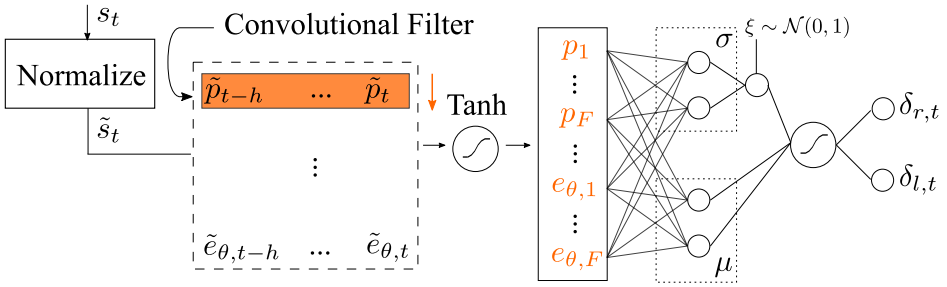 s_t
Convolutional Filter
Normalize
s̃_t
p̃_{t−h} ... p̃_t
⋮
ẽ_{θ,t−h} ... ẽ_{θ,t}
Tanh
p_1
⋮
p_F
⋮
e_{θ,1}
⋮
e_{θ,F}
σ
ξ ∼ 𝒩(0, 1)
μ
δ_{r,t}
δ_{l,t}